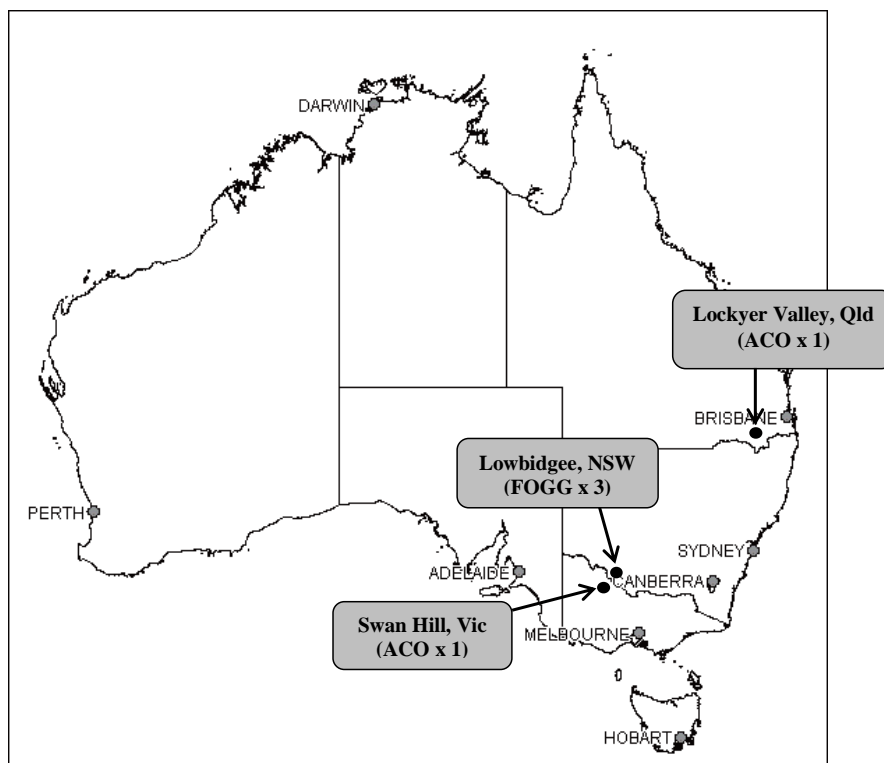 DARWIN
Lockyer Valley, Qld
(ACO x 1)
BRISBANE
Lowbidgee, NSW
(FOGG x 3)
PERTH
SYDNEY
ADELAIDE
CANBERRA
Swan Hill, Vic
(ACO x 1)
MELBOURNE
HOBART